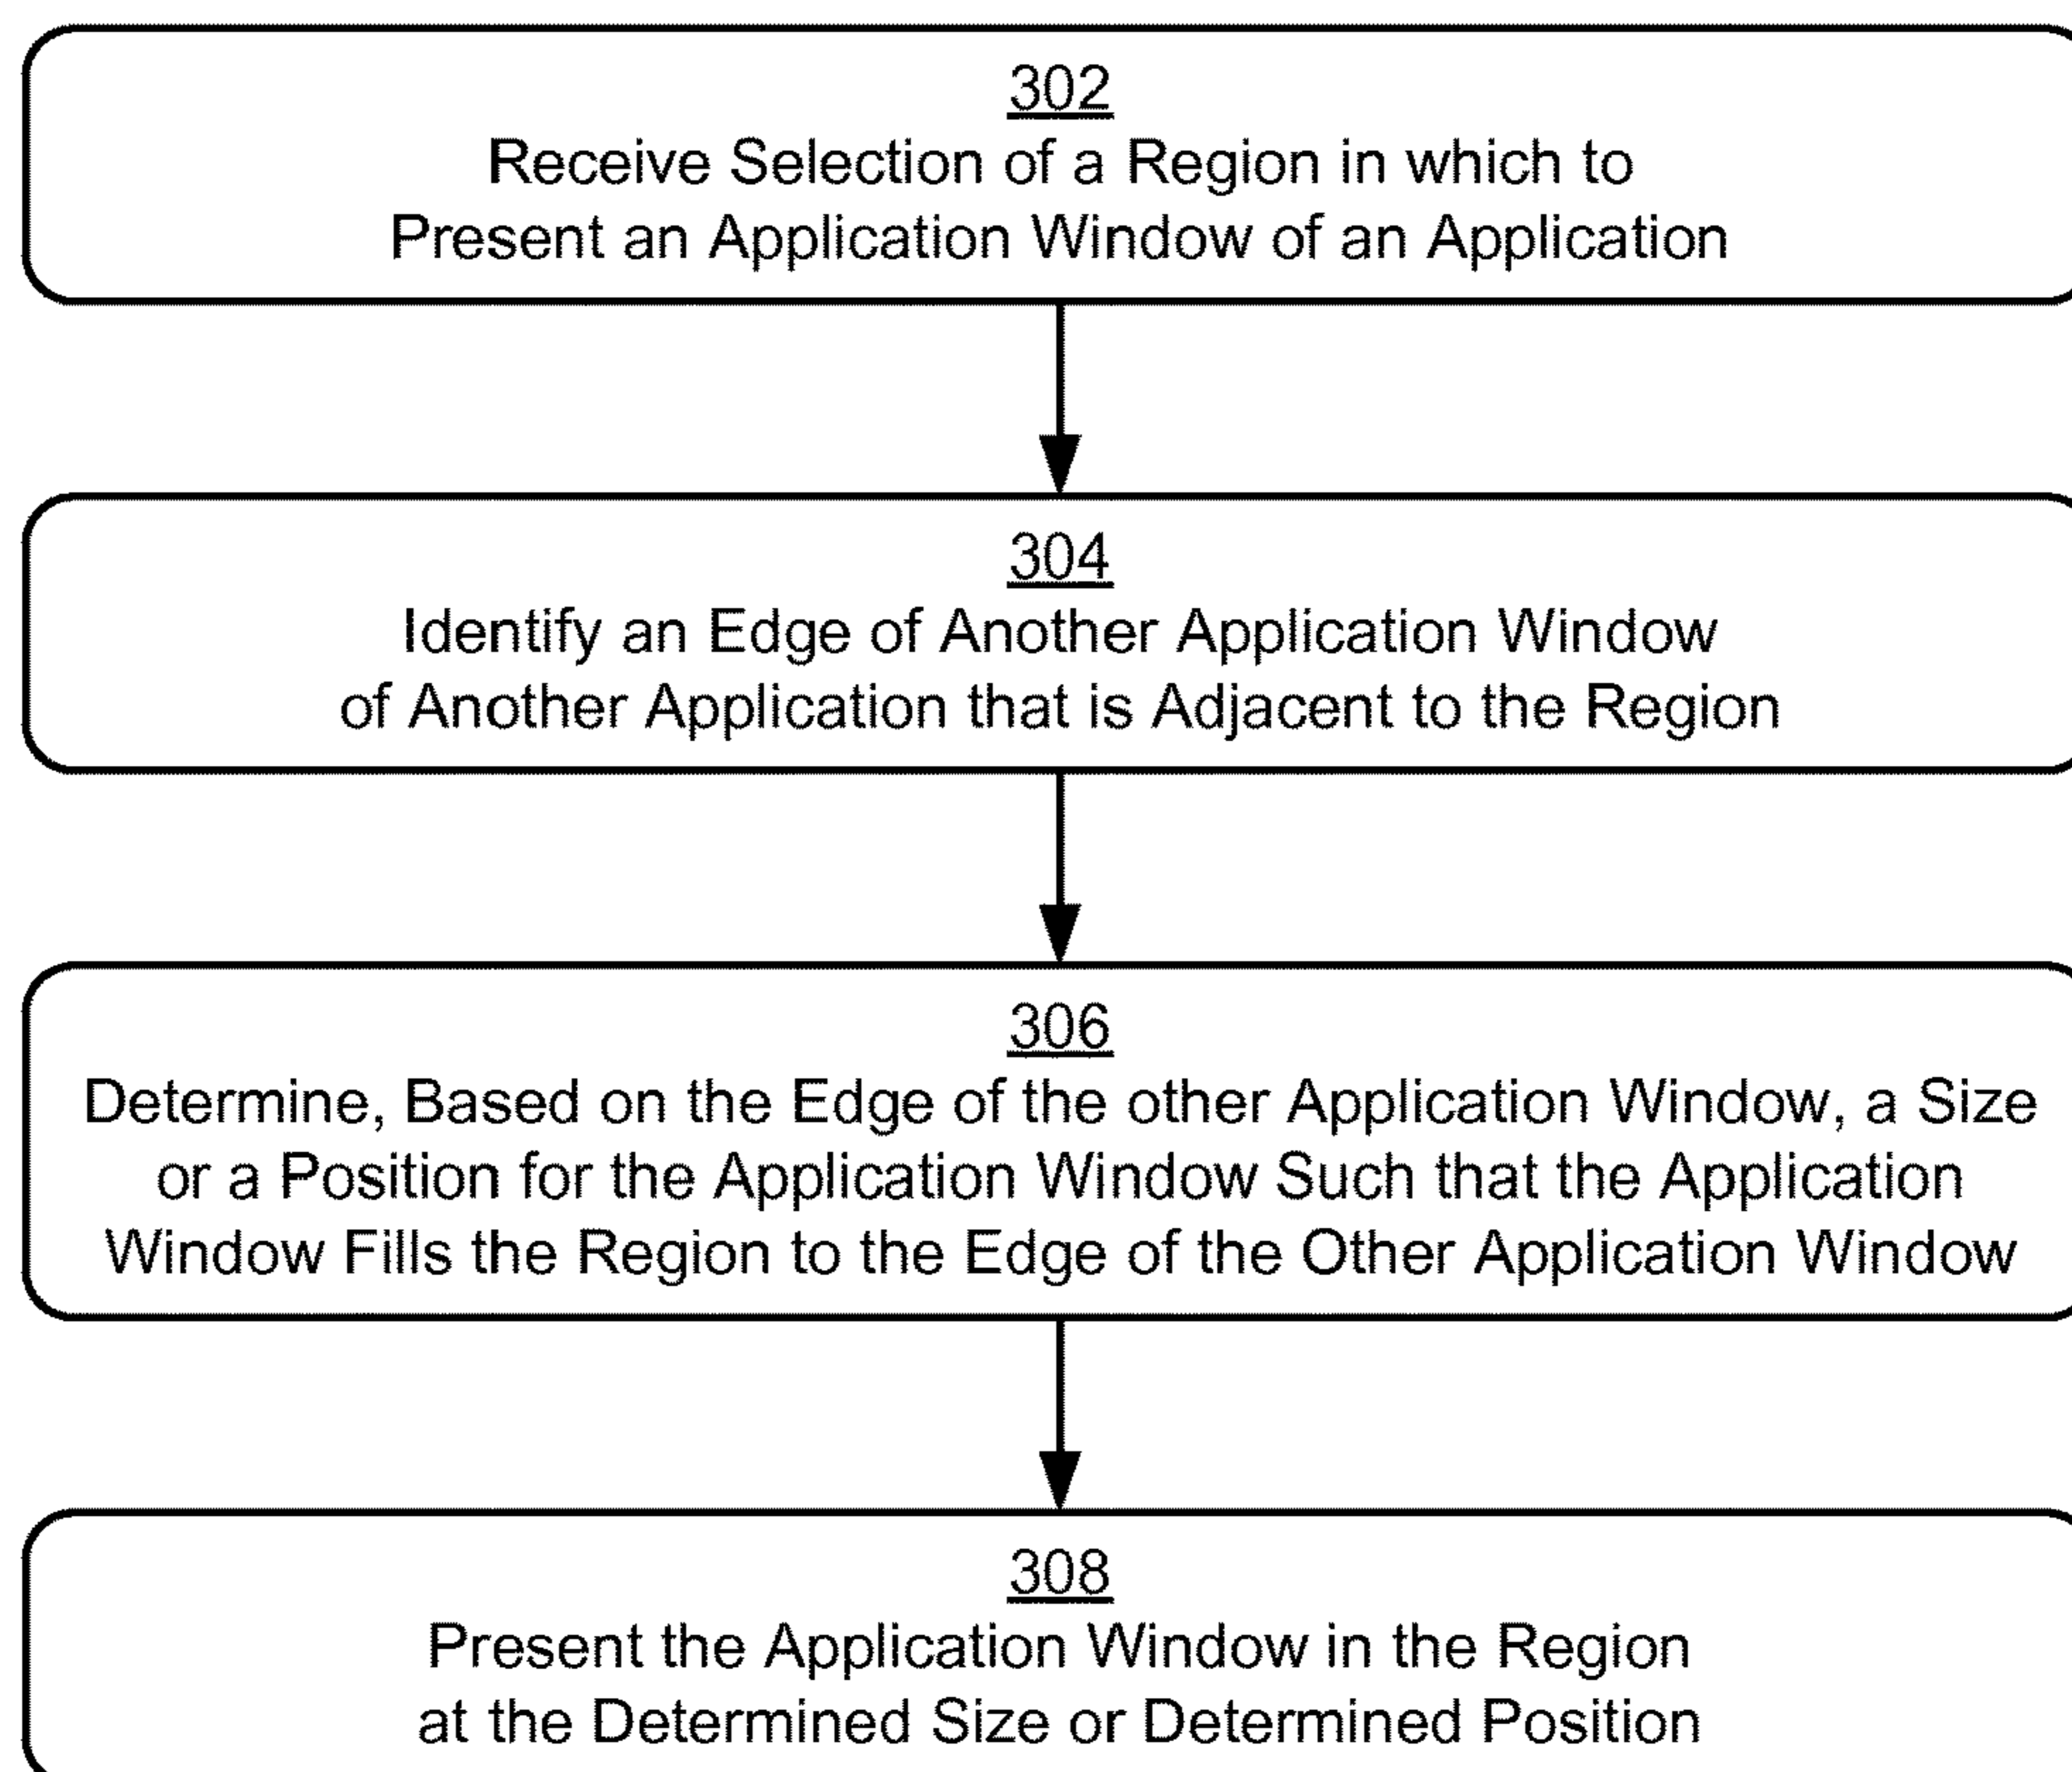 302
Receive Selection of a Region in which to
Present an Application Window of an Application
304
Identify an Edge of Another Application Window
of Another Application that is Adjacent to the Region
306
Determine, Based on the Edge of the other Application Window, a Size
or a Position for the Application Window Such that the Application
Window Fills the Region to the Edge of the Other Application Window
308
Present the Application Window in the Region
at the Determined Size or Determined Position